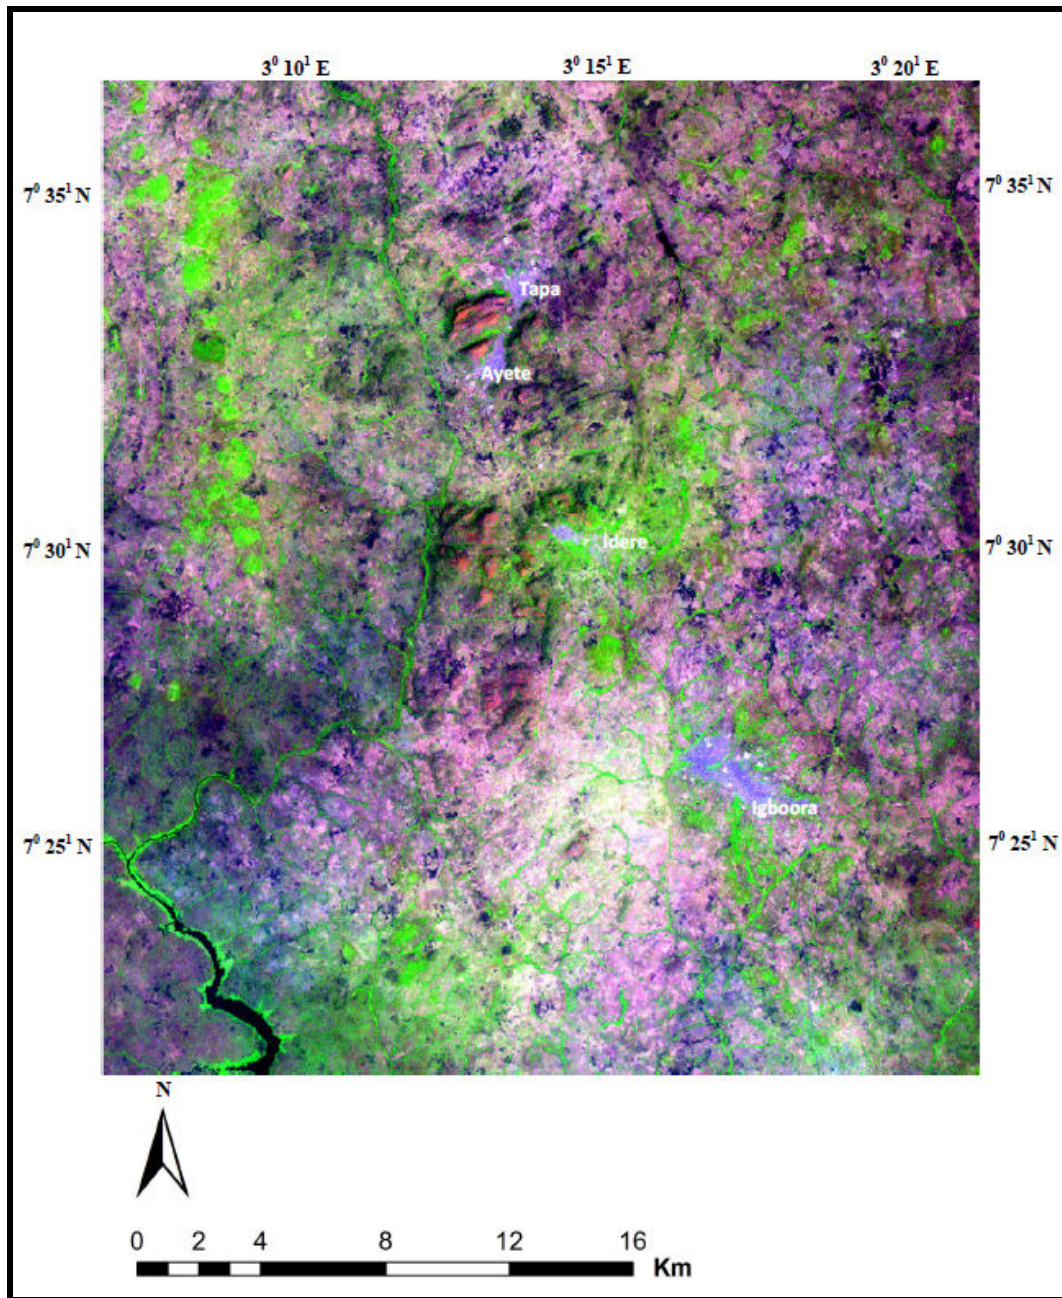 3⁰ 10¹ E 3⁰ 15¹ E 3⁰ 20¹ E
7⁰ 35¹ N 7⁰ 35¹ N
Tapa
Ayete
7⁰ 30¹ N Idere 7⁰ 30¹ N
Igboora
7⁰ 25¹ N 7⁰ 25¹ N
N
0 2 4 8 12 16
Km